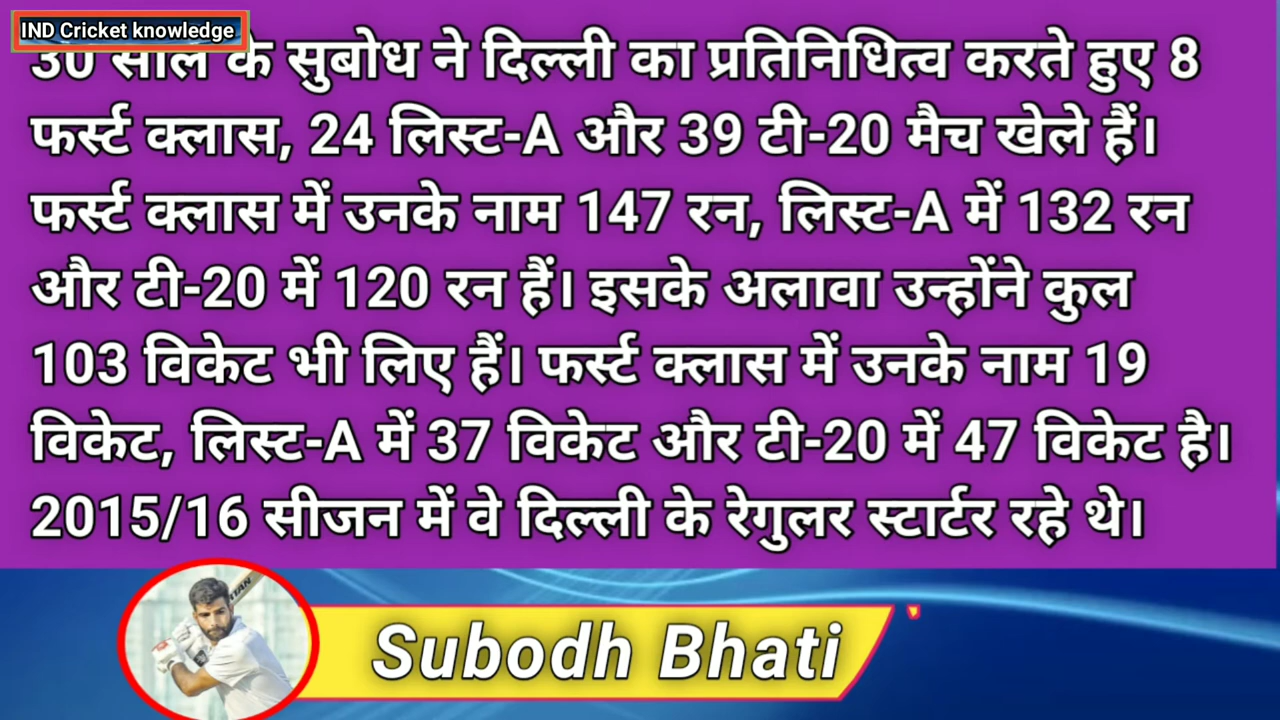 IND Cricket knowledge
30 साल के सुबोध ने दिल्ली का प्रतिनिधित्व करते हुए 8
फर्स्ट क्लास, 24 लिस्ट-A और 39 टी-20 मैच खेले हैं।
फर्स्ट क्लास में उनके नाम 147 रन, लिस्ट-A में 132 रन
और टी-20 में 120 रन हैं। इसके अलावा उन्होंने कुल
103 विकेट भी लिए हैं। फर्स्ट क्लास में उनके नाम 19
विकेट, लिस्ट-A में 37 विकेट और टी-20 में 47 विकेट है।
2015/16 सीजन में वे दिल्ली के रेगुलर स्टार्टर रहे थे।
Subodh Bhati